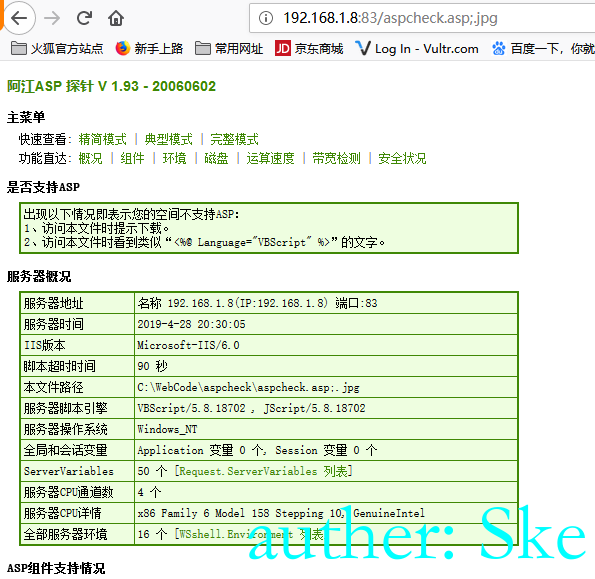 192.168.1.8:83/aspcheck.asp;.jpg
火狐官方站点 新手上路 常用网址 JD 京东商城 Log In - Vultr.com 百度一下，你就
阿江ASP 探针 V 1.93 - 20060602
主菜单
快速查看: 精简模式 | 典型模式 | 完整模式
功能直达: 概况 | 组件 | 环境 | 磁盘 | 运算速度 | 带宽检测 | 安全状况
是否支持ASP
出现以下情况即表示您的空间不支持ASP:
1、访问本文件时提示下载。
2、访问本文件时看到类似“<%@ Language="VBScript" %>”的文字。
服务器概况
服务器地址 名称 192.168.1.8(IP:192.168.1.8) 端口:83
服务器时间 2019-4-28 20:30:05
IIS版本 Microsoft-IIS/6.0
脚本超时时间 90 秒
本文件路径 C:\WebCode\aspcheck\aspcheck.asp;.jpg
服务器脚本引擎 VBScript/5.8.18702 , JScript/5.8.18702
服务器操作系统 Windows_NT
全局和会话变量 Application 变量 0 个, Session 变量 0 个
ServerVariables 50 个 [Request.ServerVariables 列表]
服务器CPU通道数 4 个
服务器CPU详情 x86 Family 6 Model 158 Stepping 10, GenuineIntel
全部服务器环境 16 个 [WSshell.Environment 列表]
auther: Ske
ASP组件支持情况